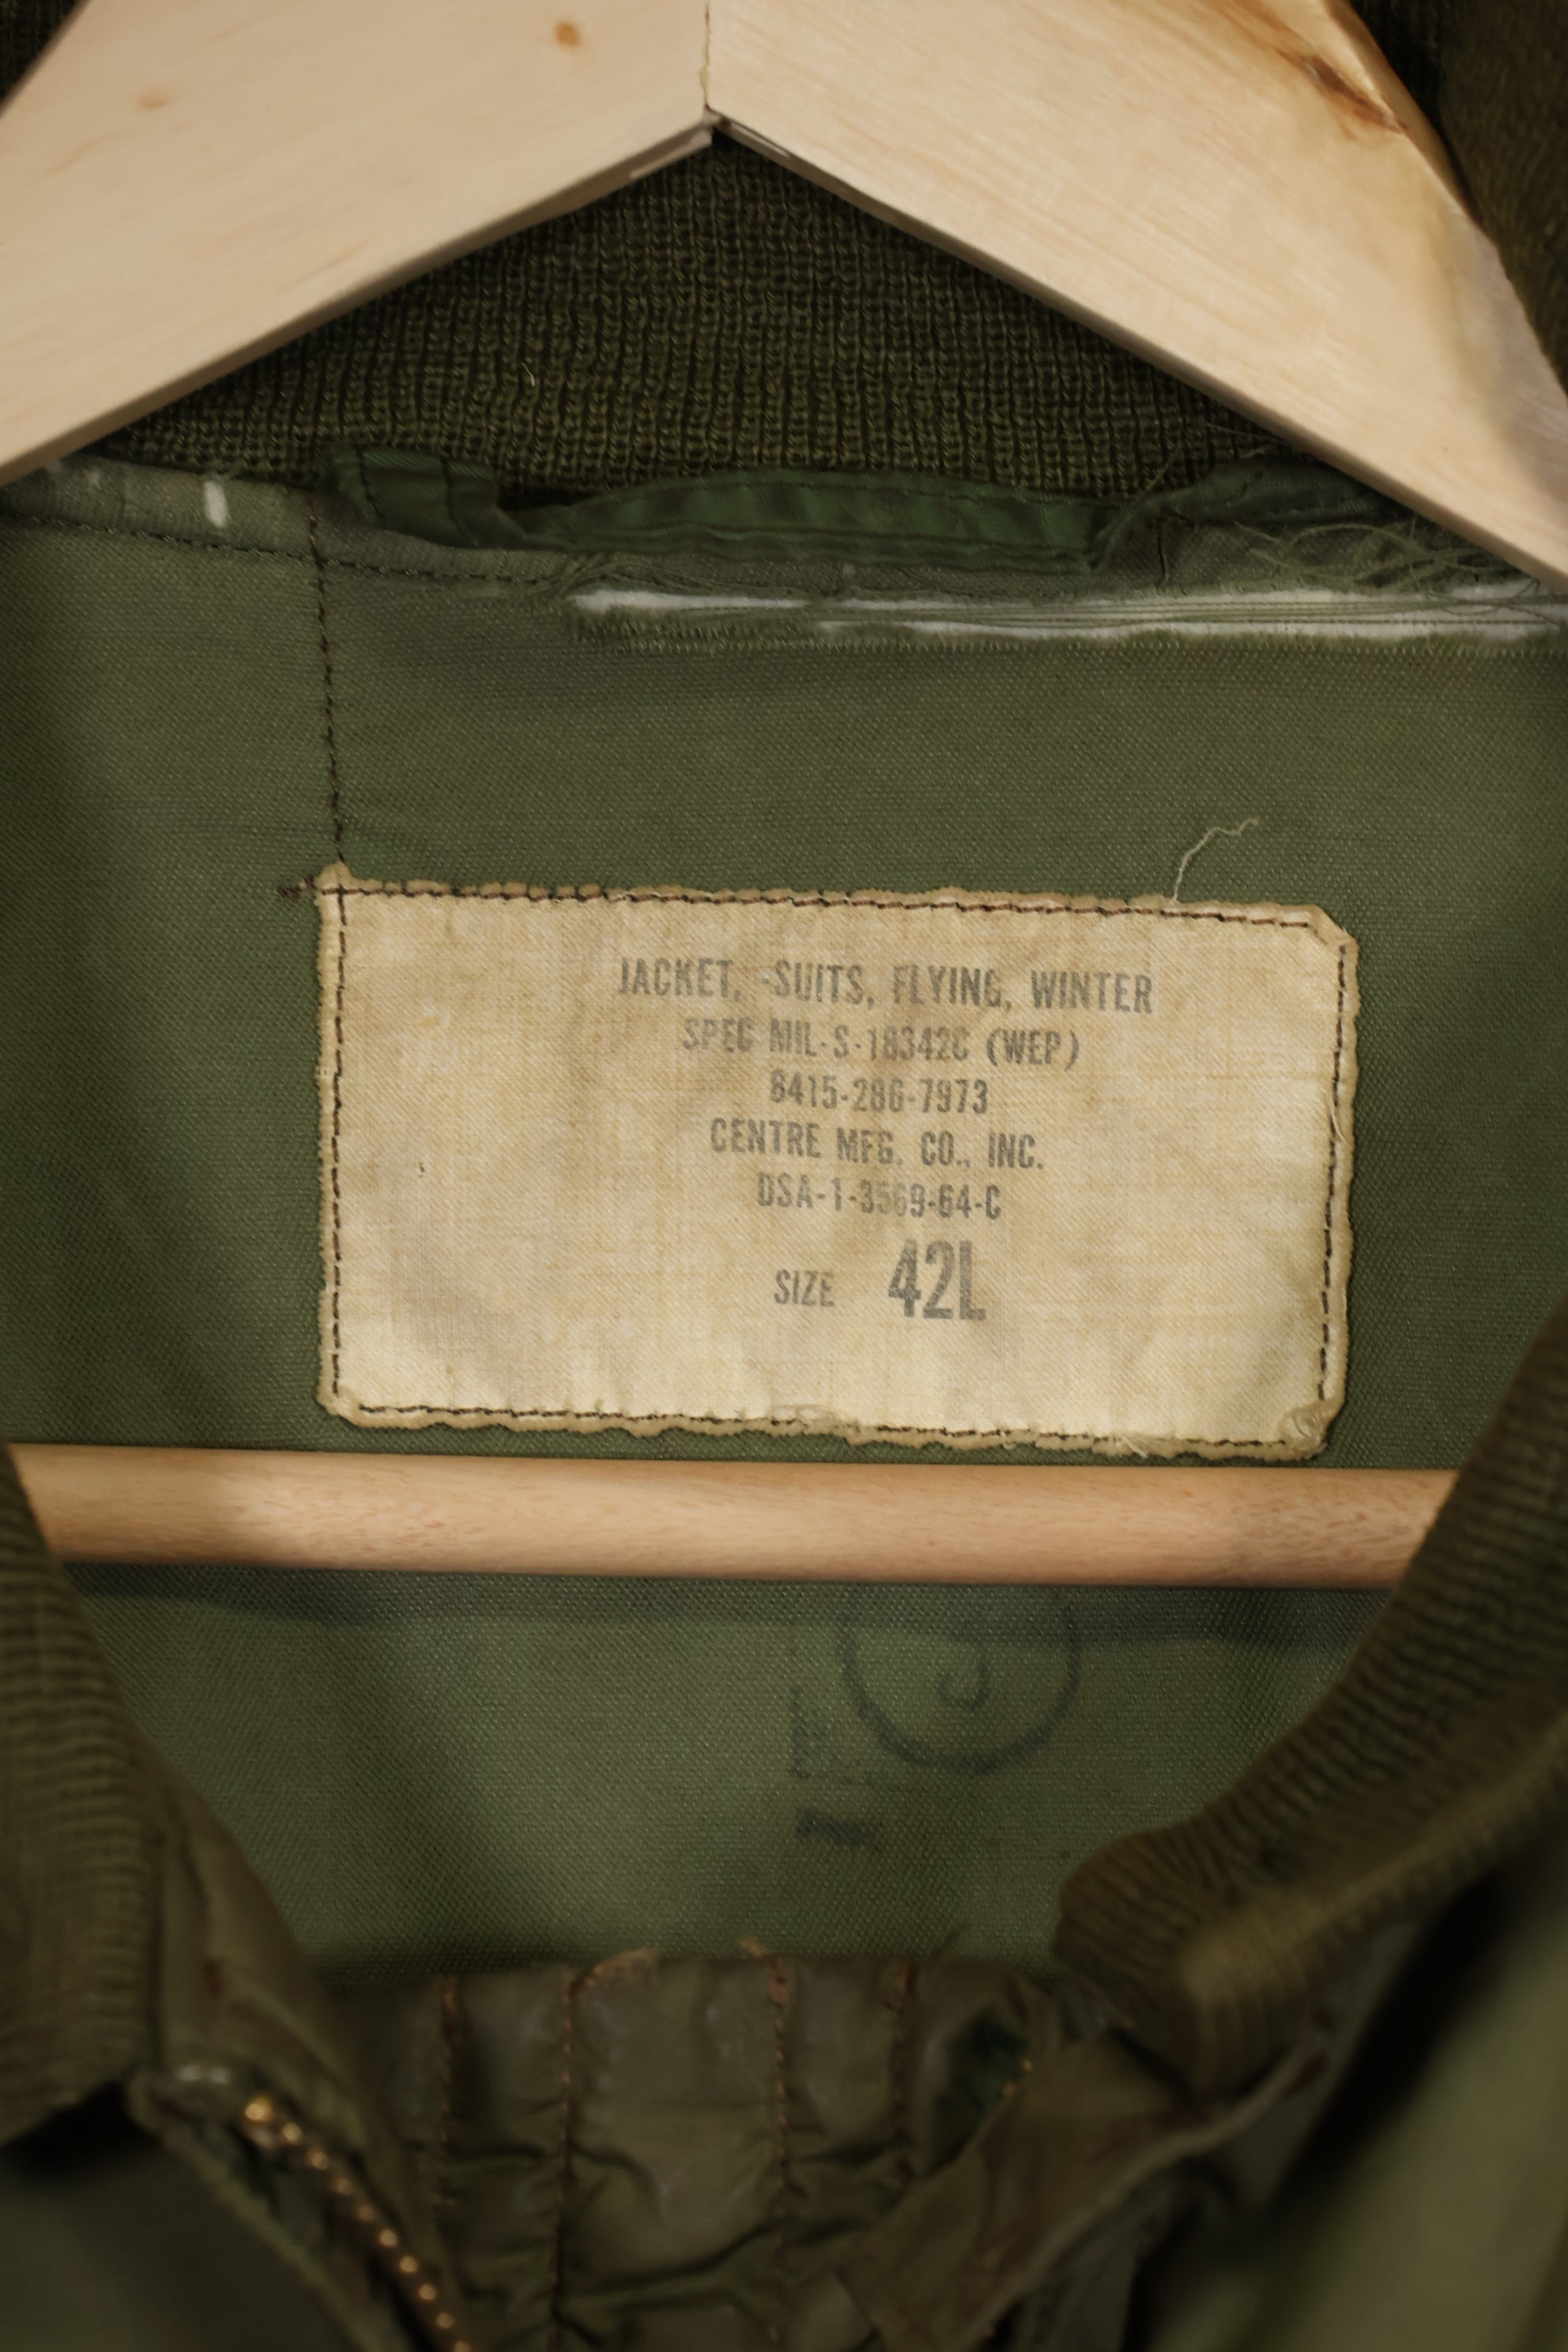 JACKET, -SUITS, FLYING, WINTER
SPEC MIL-S-18342C (WEP)
8415-286-7973
CENTRE MFG. CO., INC.
DSA-1-3569-64-C
SIZE 42L